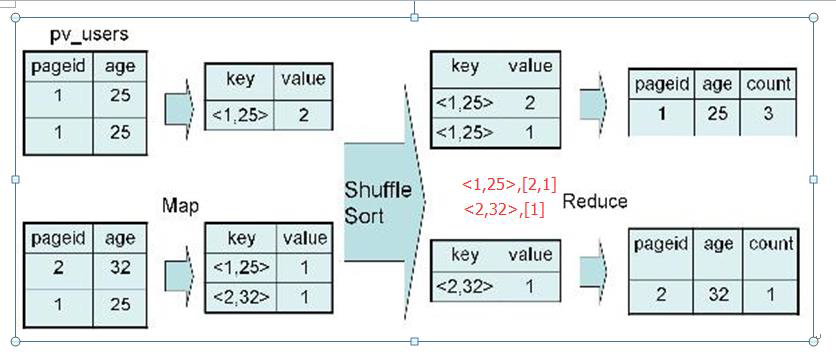 pv_users
pageid age
1 25
1 25
key value
<1,25> 2
key value
<1,25> 2
<1,25> 1
pageid age count
1 25 3
Map
Shuffle
Sort
<1,25>,[2,1]
<2,32>,[1]
Reduce
pageid age
2 32
1 25
key value
<1,25> 1
<2,32> 1
key value
<2,32> 1
pageid age count
2 32 1